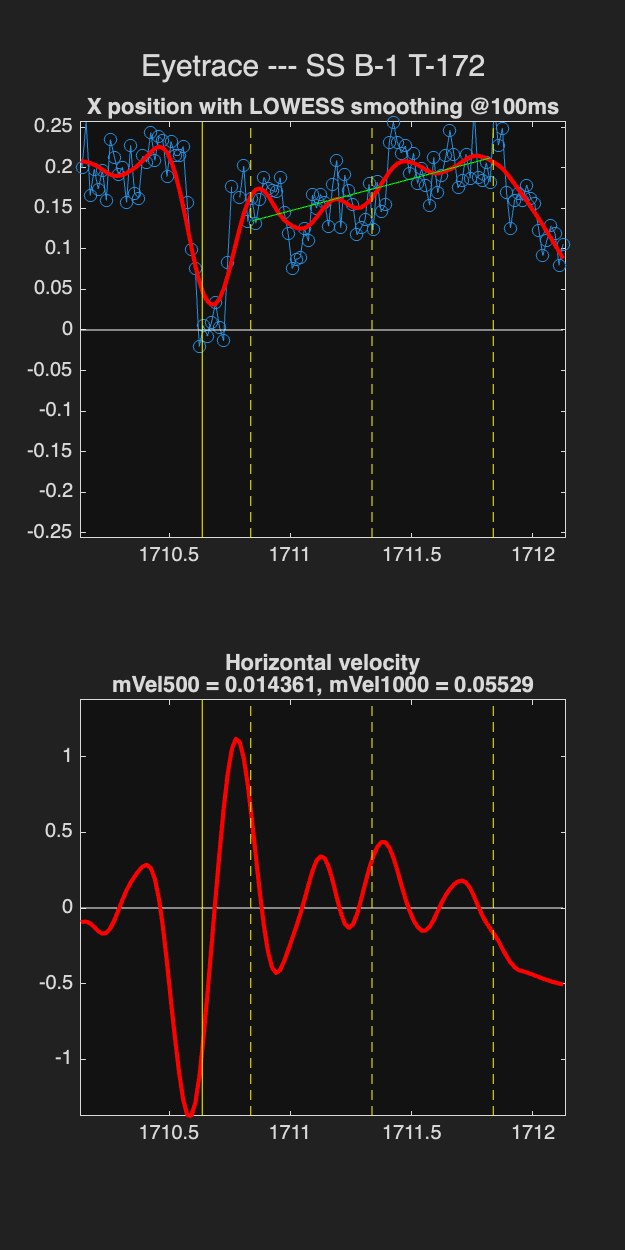 Eyetrace --- SS B-1 T-172
X position with LOWESS smoothing @100ms
0.25
0.2
0.15
0.1
0.05
0
-0.05
-0.1
-0.15
-0.2
-0.25
1710.5 1711 1711.5 1712
Horizontal velocity
mVel500 = 0.014361, mVel1000 = 0.05529
1
0.5
0
-0.5
-1
1710.5 1711 1711.5 1712